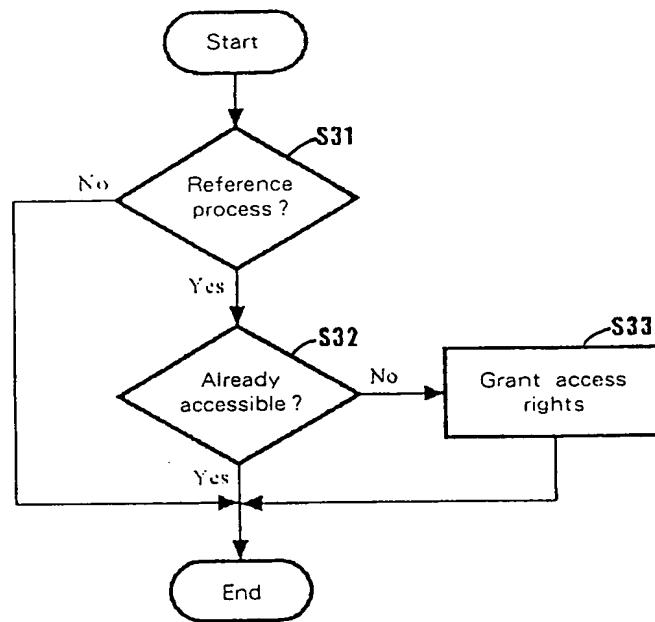 Start
S31
No
Reference
process ?
Yes
S32
S33
Already
accessible ?
No
Grant access
rights
Yes
End